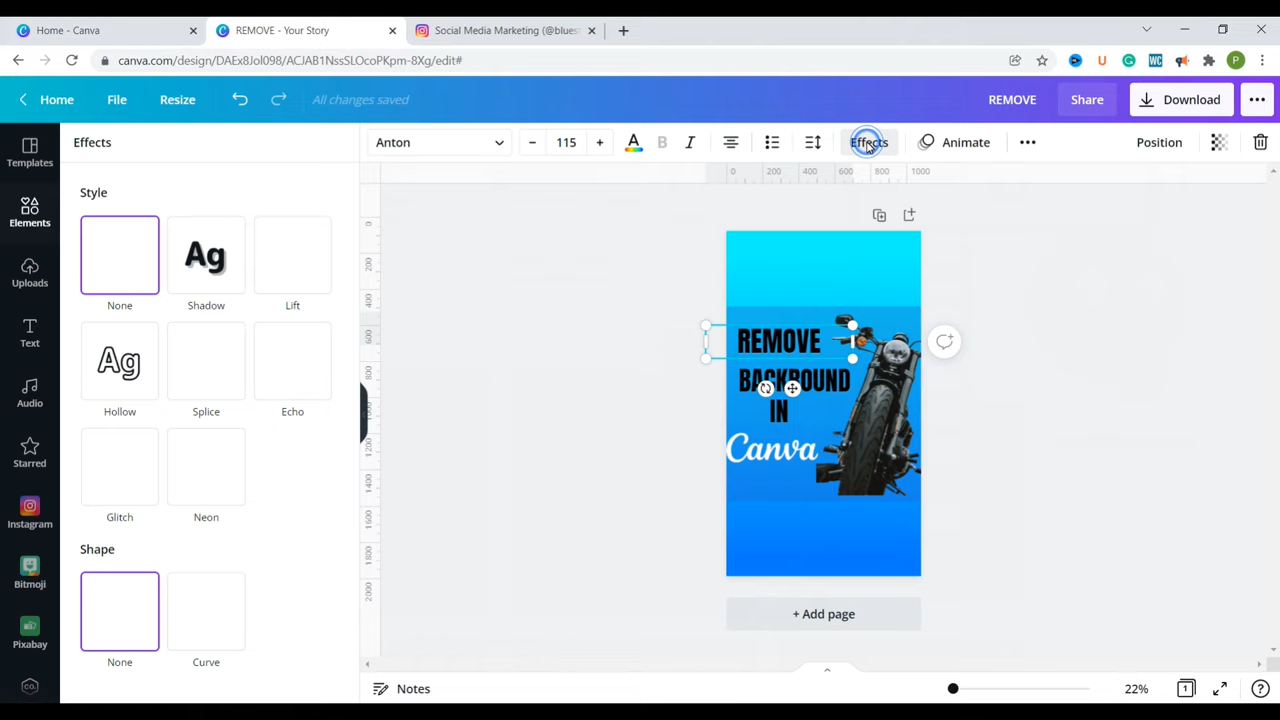 Home - Canva
REMOVE - Your Story
Social Media Marketing (@blues
canva.com/design/DAEx8Jol098/ACJAB1NssSLOcoPKpm-8Xg/edit#
Home
File
Resize
All changes saved
REMOVE
Share
Download
Effects
Anton
115
A
B
I
Effects
Animate
Position
Templates
Elements
Uploads
Text
Audio
Starred
Instagram
Bitmoji
Pixabay
Style
None
Ag
Shadow
Lift
Ag
Hollow
Splice
Echo
Glitch
Neon
Shape
None
Curve
0 200 400 600 800 1000
0
200
400
600
800
1000
1200
1400
1600
1800
2000
REMOVE
BACKROUND
IN
Canva
+ Add page
Notes
22%
1